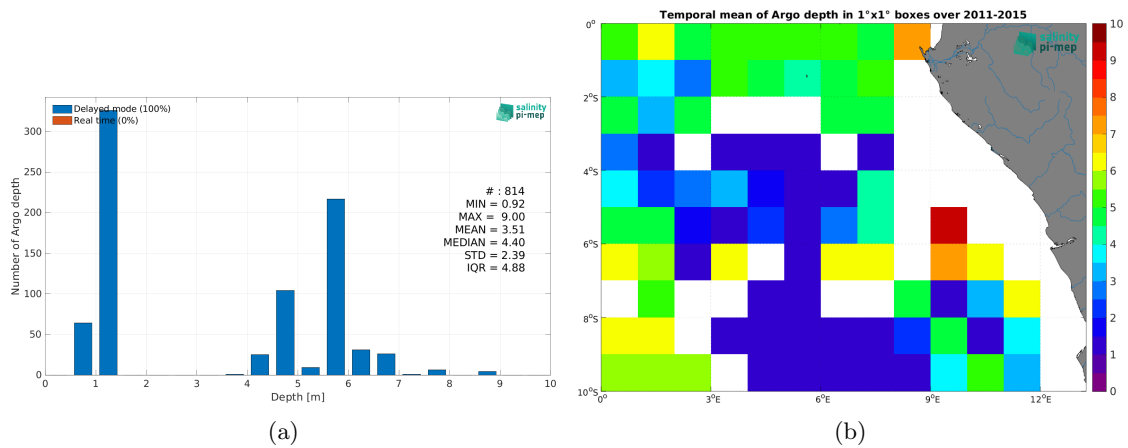 Delayed mode (100%)
Real time (0%)
salinity
pi-mep
Number of Argo depth
300
250
200
150
100
50
0
# : 814
MIN = 0.92
MAX = 9.00
MEAN = 3.51
MEDIAN = 4.40
STD = 2.39
IQR = 4.88
0 1 2 3 4 5 6 7 8 9 10
Depth [m]
(a)
Temporal mean of Argo depth in 1°x1° boxes over 2011-2015
salinity
pi-mep
0°
2°S
4°S
6°S
8°S
10°S
0° 3°E 6°E 9°E 12°E
10
9
8
7
6
5
4
3
2
1
0
(b)